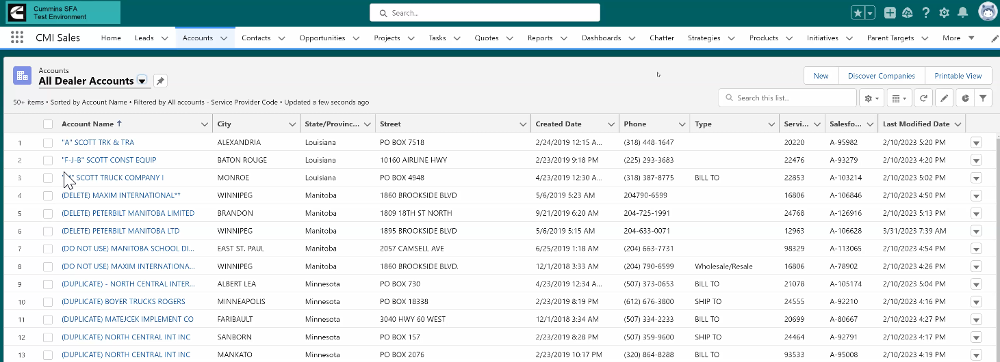 Cummins SFA
Test Environment
Search...
CMI Sales Home Leads Accounts Contacts Opportunities Projects Tasks Quotes Reports Dashboards Chatter Strategies Products Initiatives Parent Targets More
Accounts
All Dealer Accounts
New Discover Companies Printable View
50+ items • Sorted by Account Name • Filtered by All accounts - Service Provider Code • Updated a few seconds ago
Search this list...
Account Name ↑ City State/Provinc... Street Created Date Phone Type Servi... Salesfo... Last Modified Date
1 "A" SCOTT TRK & TRA ALEXANDRIA Louisiana PO BOX 7518 2/24/2019 12:15 A... (318) 448-1647 20220 A-95982 2/10/2023 5:20 PM
2 "F-J-B" SCOTT CONST EQUIP BATON ROUGE Louisiana 10160 AIRLINE HWY 2/23/2019 9:18 PM (225) 293-3683 22476 A-93279 2/10/2023 4:20 PM
3 SCOTT TRUCK COMPANY I MONROE Louisiana PO BOX 4948 4/23/2019 12:30 A... (318) 387-8775 BILL TO 22853 A-103214 2/10/2023 5:02 PM
4 (DELETE) MAXIM INTERNATIONAL** WINNIPEG Manitoba 1860 BROOKSIDE BLVD 5/6/2019 5:23 AM 204790-6599 16806 A-106846 2/10/2023 4:50 PM
5 (DELETE) PETERBILT MANITOBA LIMITED BRANDON Manitoba 1809 18TH ST NORTH 9/21/2019 6:20 AM 204-725-1991 24768 A-126916 2/10/2023 5:13 PM
6 (DELETE) PETERBILT MANITOBA LTD WINNIPEG Manitoba 1895 BROOKSIDE BLVD 5/6/2019 5:15 AM 204-633-0071 12963 A-106628 3/31/2023 7:39 AM
7 (DO NOT USE) MANITOBA SCHOOL DI... EAST ST. PAUL Manitoba 2057 CAMSELL AVE 6/25/2019 1:18 AM (204) 663-7731 98329 A-113065 2/10/2023 4:54 PM
8 (DO NOT USE) MAXIM INTERNATIONA... WINNIPEG Manitoba 1860 BROOKSIDE BLVD. 12/1/2018 3:33 AM (204) 790-6599 Wholesale/Resale 16806 A-78902 2/10/2023 4:26 PM
9 (DUPLICATE) - NORTH CENTRAL INTER... ALBERT LEA Minnesota PO BOX 730 4/23/2019 12:34 A... (507) 373-0653 BILL TO 21078 A-105174 2/10/2023 5:04 PM
10 (DUPLICATE) BOYER TRUCKS ROGERS MINNEAPOLIS Minnesota PO BOX 18338 2/23/2019 8:19 PM (612) 676-3800 SHIP TO 24555 A-92210 2/10/2023 4:16 PM
11 (DUPLICATE) MATEJCEK IMPLEMENT CO FARIBAULT Minnesota 3040 HWY 60 WEST 12/1/2018 3:34 AM (507) 334-2233 BILL TO 20699 A-80667 2/10/2023 4:27 PM
12 (DUPLICATE) NORTH CENTRAL INT INC SANBORN Minnesota PO BOX 157 2/23/2019 8:28 PM (507) 359-9600 SHIP TO 24464 A-92791 2/10/2023 4:17 PM
13 (DUPLICATE) NORTH CENTRAL INT INC MANKATO Minnesota PO BOX 2076 2/23/2019 10:17 PM (320) 864-8288 BILL TO 93533 A-95008 2/10/2023 4:19 PM